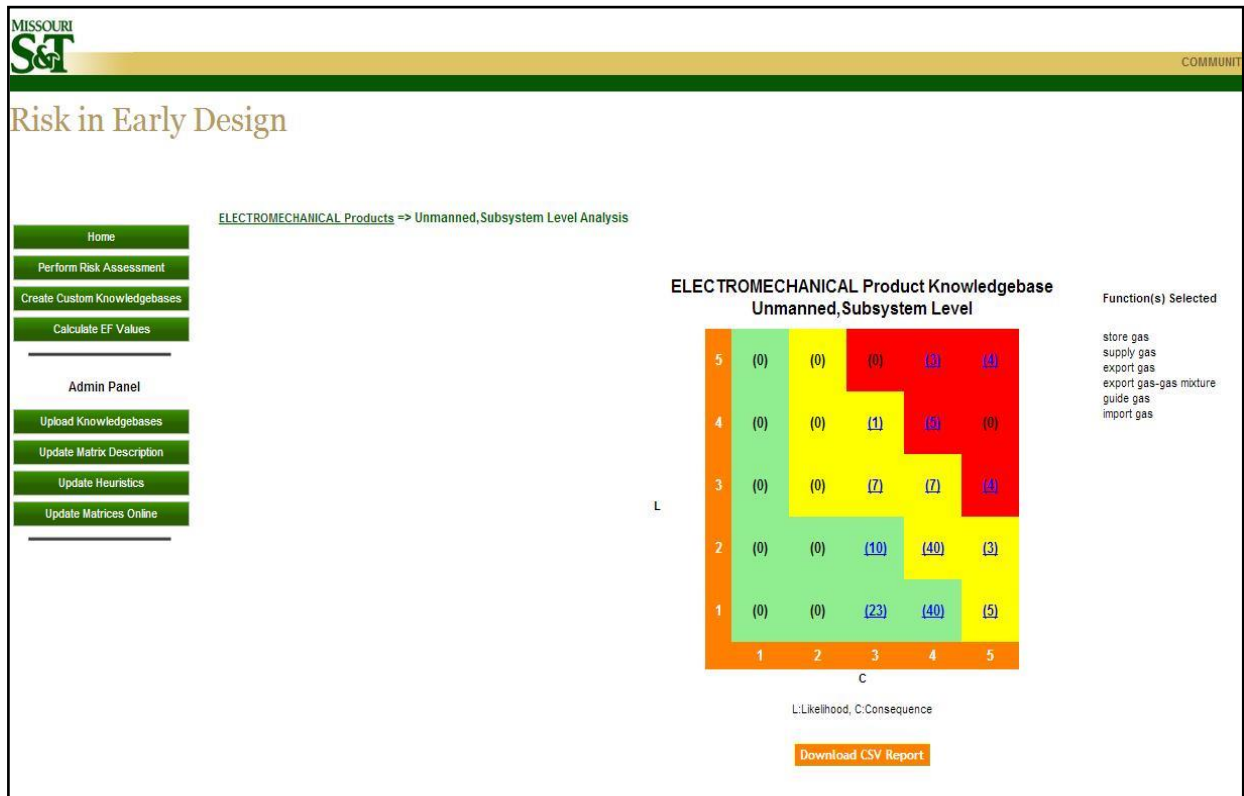 MISSOURI
S&T
COMMUNIT
Risk in Early Design
ELECTROMECHANICAL Products => Unmanned,Subsystem Level Analysis
Home
Perform Risk Assessment
Create Custom Knowledgebases
Calculate EF Values
Admin Panel
Upload Knowledgebases
Update Matrix Description
Update Heuristics
Update Matrices Online
ELECTROMECHANICAL Product Knowledgebase
Unmanned,Subsystem Level
5 (0) (0) (0) (3) (4)
4 (0) (0) (1) (5) (0)
3 (0) (0) (7) (7) (4)
L
2 (0) (0) (10) (40) (3)
1 (0) (0) (23) (40) (5)
1 2 3 4 5
C
L:Likelihood, C:Consequence
Download CSV Report
Function(s) Selected
store gas
supply gas
export gas
export gas-gas mixture
guide gas
import gas